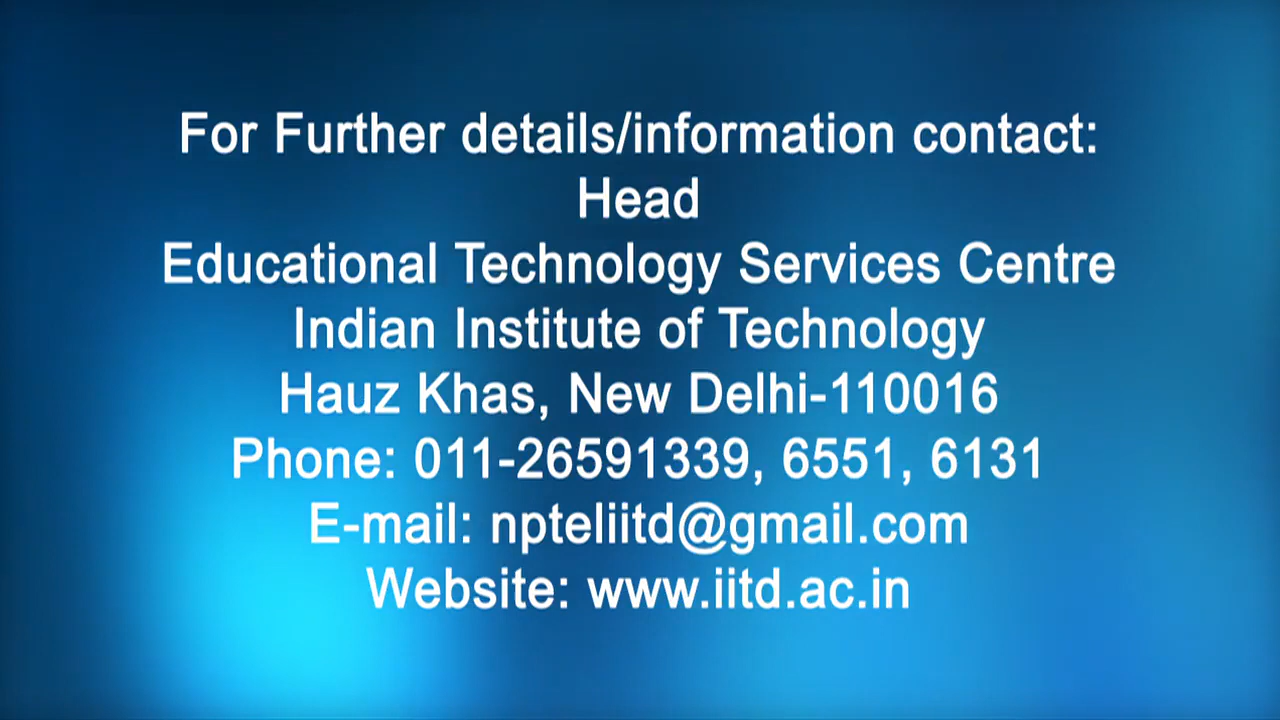 For Further details/information contact:
Head
Educational Technology Services Centre
Indian Institute of Technology
Hauz Khas, New Delhi-110016
Phone: 011-26591339, 6551, 6131
E-mail: npteliitd@gmail.com
Website: www.iitd.ac.in